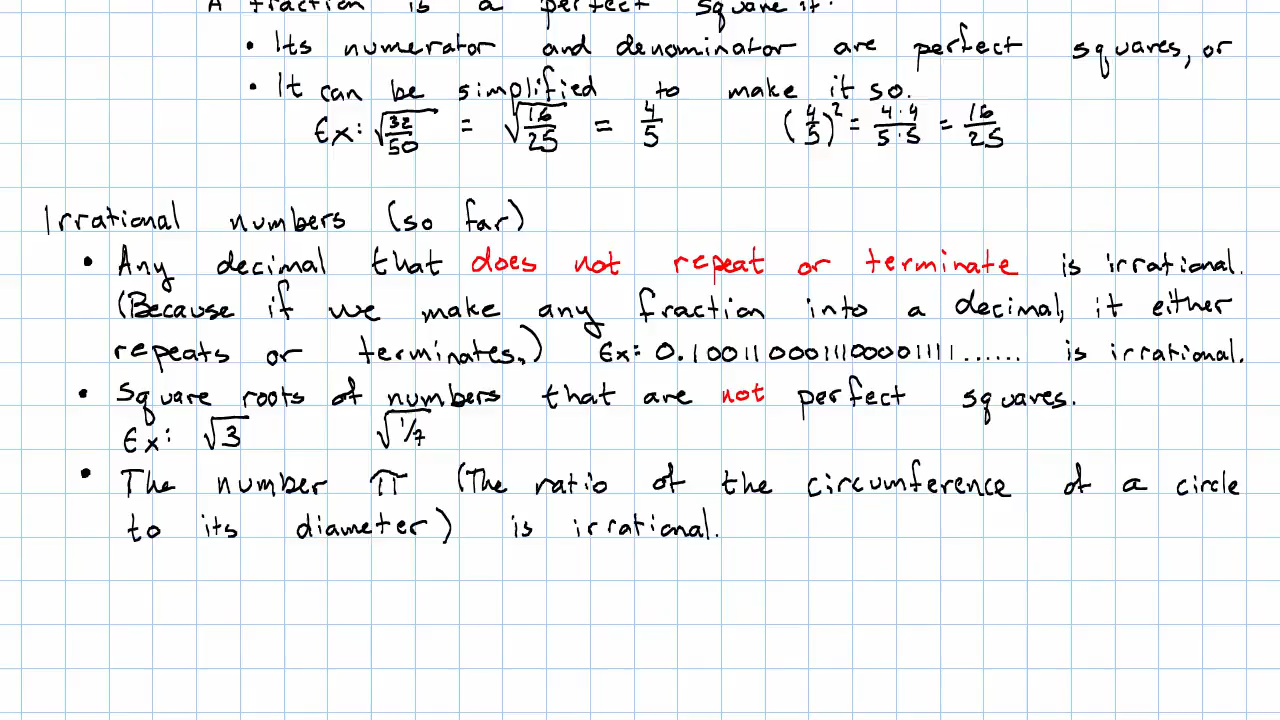 A fraction is a perfect square if:
• Its numerator and denominator are perfect squares, or
• It can be simplified to make it so.
Ex: √(32/50) = √(16/25) = 4/5 (4/5)² = 4·4/5·5 = 16/25
Irrational numbers (so far)
• Any decimal that does not repeat or terminate is irrational.
(Because if we make any fraction into a decimal, it either
repeats or terminates.) Ex: 0.1001100011100001111...... is irrational.
• Square roots of numbers that are not perfect squares.
Ex: √3 √1/7
• The number π (The ratio of the circumference of a circle
to its diameter) is irrational.